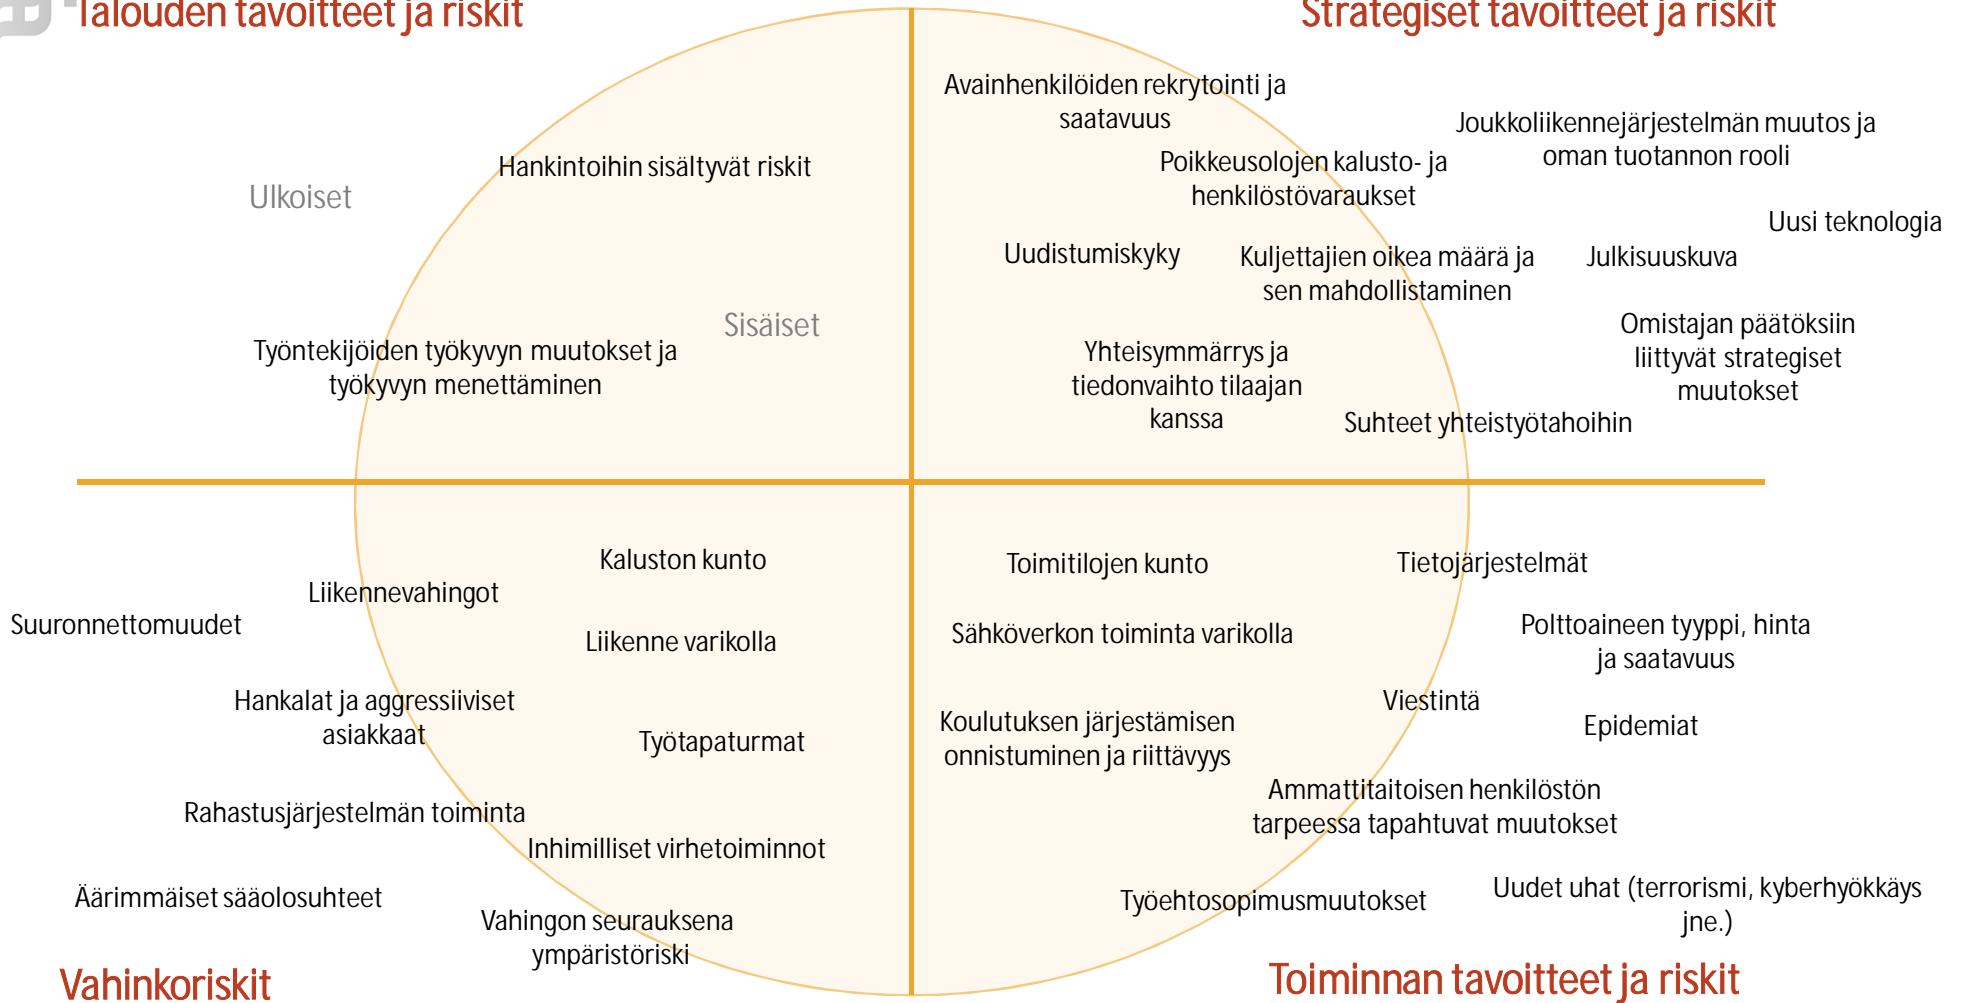 Talouden tavoitteet ja riskit
Strategiset tavoitteet ja riskit
Avainhenkilöiden rekrytointi ja
saatavuus
Joukkoliikennejärjestelmän muutos ja
oman tuotannon rooli
Hankintoihin sisältyvät riskit
Poikkeusolojen kalusto- ja
henkilöstövaraukset
Ulkoiset
Uusi teknologia
Uudistumiskyky
Kuljettajien oikea määrä ja
sen mahdollistaminen
Julkisuuskuva
Sisäiset
Omistajan päätöksiin
liittyvät strategiset
muutokset
Työntekijöiden työkyvyn muutokset ja
työkyvyn menettäminen
Yhteisymmärrys ja
tiedonvaihto tilaajan
kanssa
Suhteet yhteistyötahoihin
Kaluston kunto
Liikennevahingot
Suuronnettomuudet
Liikenne varikolla
Hankalat ja aggressiiviset
asiakkaat
Työtapaturmat
Rahastusjärjestelmän toiminta
Inhimilliset virhetoiminnot
Äärimmäiset sääolosuhteet
Vahingon seurauksena
ympäristöriski
Vahinkoriskit
Toimitilojen kunto
Tietojärjestelmät
Sähköverkon toiminta varikolla
Polttoaineen tyyppi, hinta
ja saatavuus
Viestintä
Koulutuksen järjestämisen
onnistuminen ja riittävyys
Epidemiat
Ammattitaitoisen henkilöstön
tarpeessa tapahtuvat muutokset
Työehtosopimusmuutokset
Uudet uhat (terrorismi, kyberhyökkäys
jne.)
Toiminnan tavoitteet ja riskit